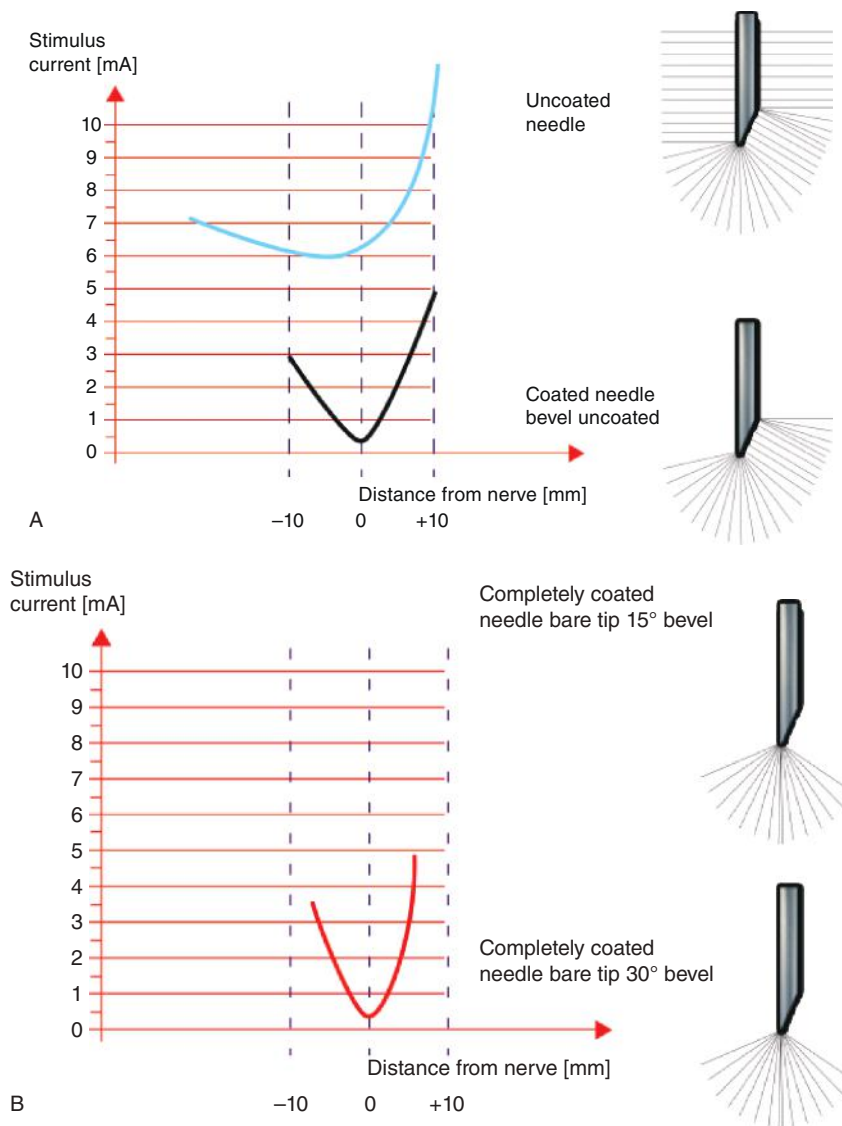 Stimulus
current [mA]
10
9
8
7
6
5
4
3
2
1
0
Distance from nerve [mm]
−10 0 +10
A
Uncoated
needle
Coated needle
bevel uncoated
Stimulus
current [mA]
10
9
8
7
6
5
4
3
2
1
0
Distance from nerve [mm]
−10 0 +10
B
Completely coated
needle bare tip 15° bevel
Completely coated
needle bare tip 30° bevel